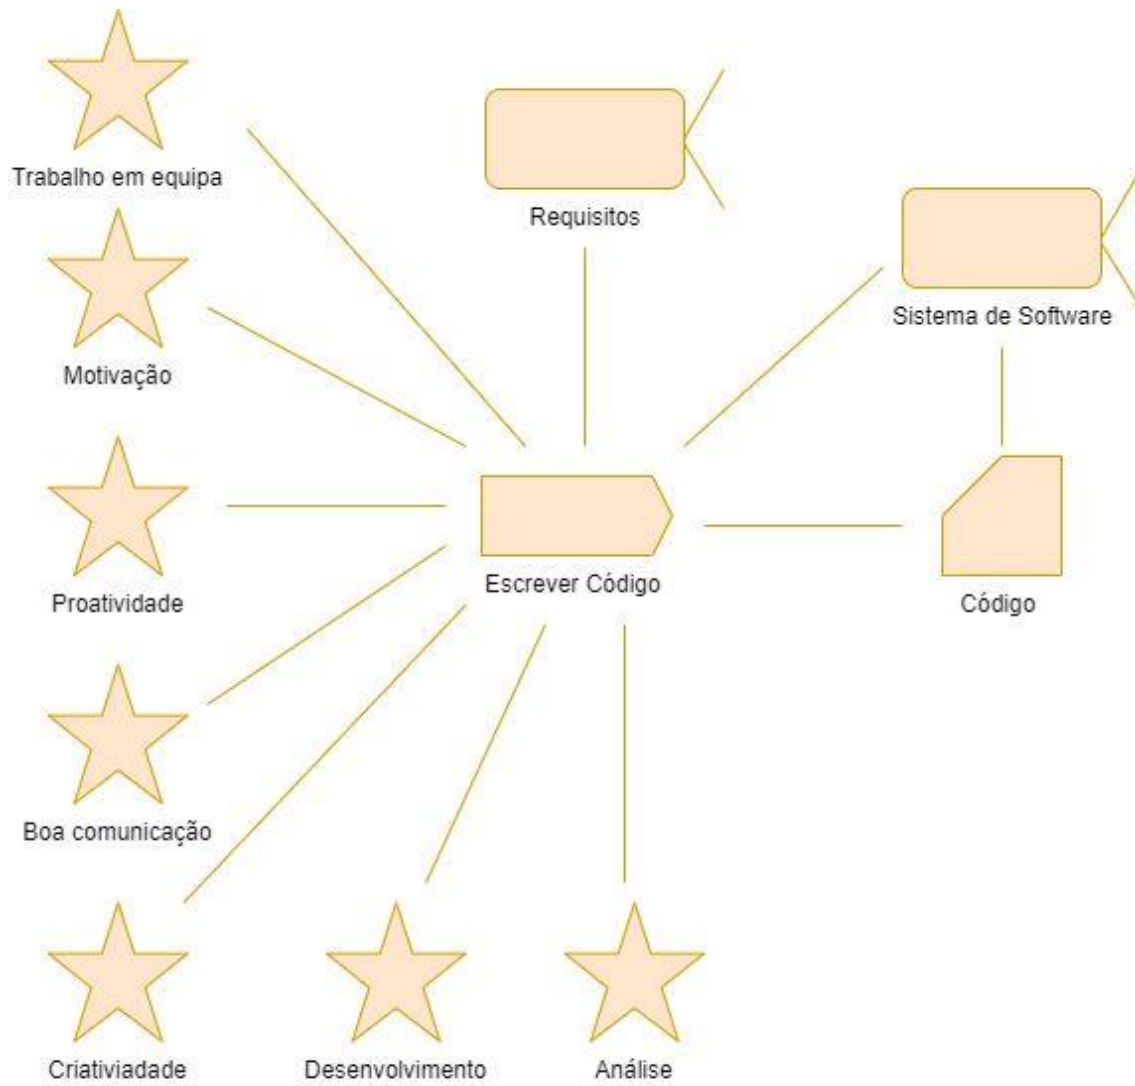 Trabalho em equipa
Requisitos
Sistema de Software
Motivação
Escrever Código
Código
Proatividade
Boa comunicação
Criativiadade
Desenvolvimento
Análise